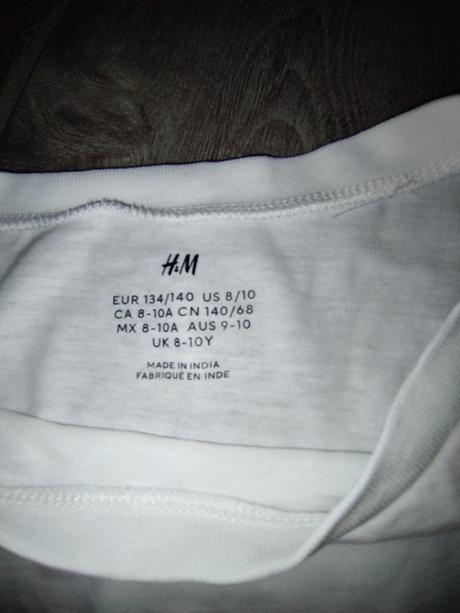 H&M
EUR 134/140 US 8/10
CA 8-10A CN 140/68
MX 8-10A AUS 9-10
UK 8-10Y
MADE IN INDIA
FABRIQUÉ EN INDE